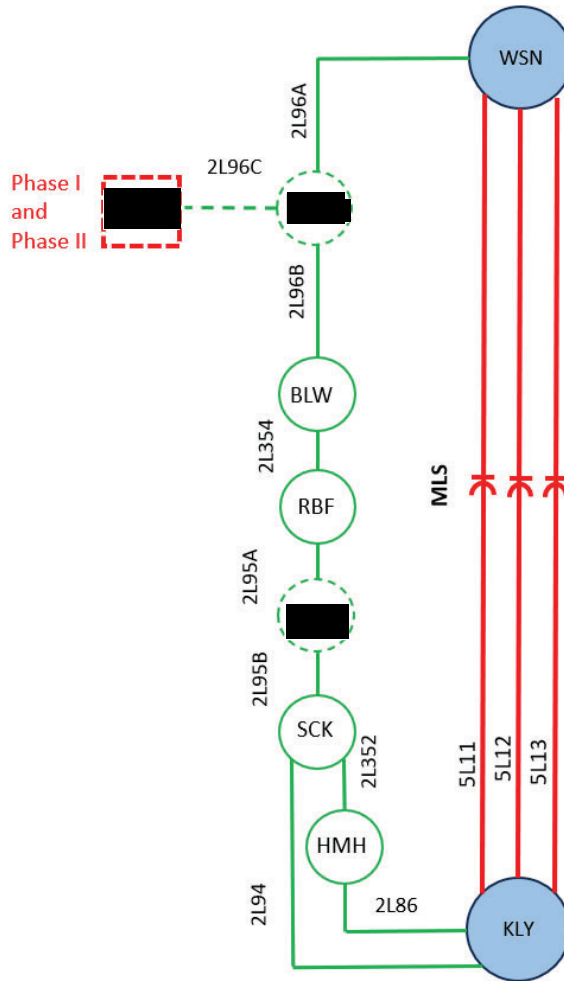 WSN
2L96A
2L96C
Phase I
and
Phase II
2L96B
BLW
2L354
RBF
MLS
2L95A
2L95B
SCK
2L352
5L11
5L12
5L13
HMH
2L94
2L86
KLY